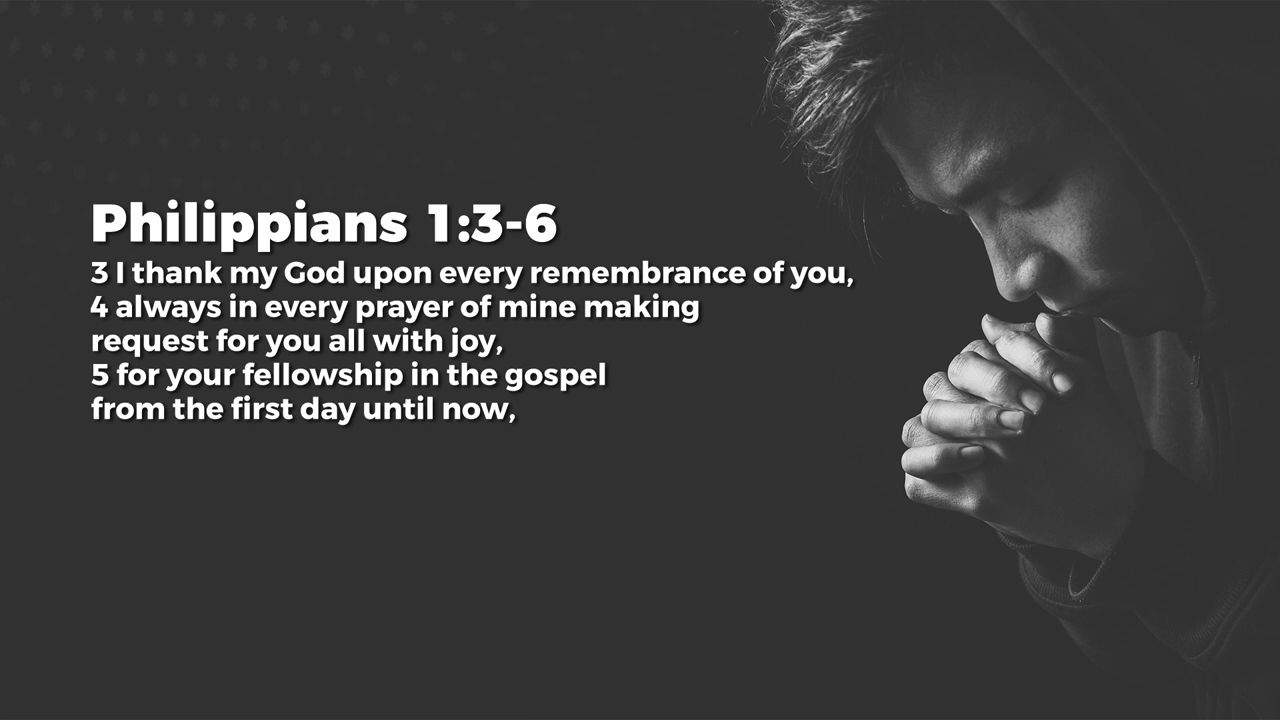 Philippians 1:3-6
3 I thank my God upon every remembrance of you,
4 always in every prayer of mine making
request for you all with joy,
5 for your fellowship in the gospel
from the first day until now,